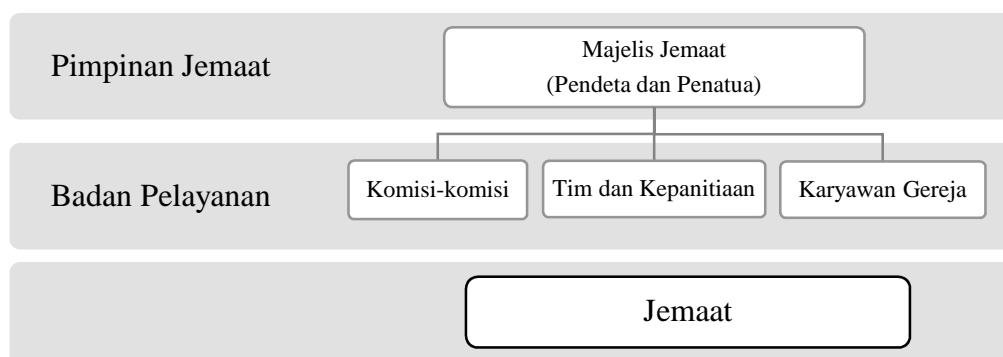 Pimpinan Jemaat
Majelis Jemaat
(Pendeta dan Penatua)
Badan Pelayanan
Komisi-komisi
Tim dan Kepanitiaan
Karyawan Gereja
Jemaat